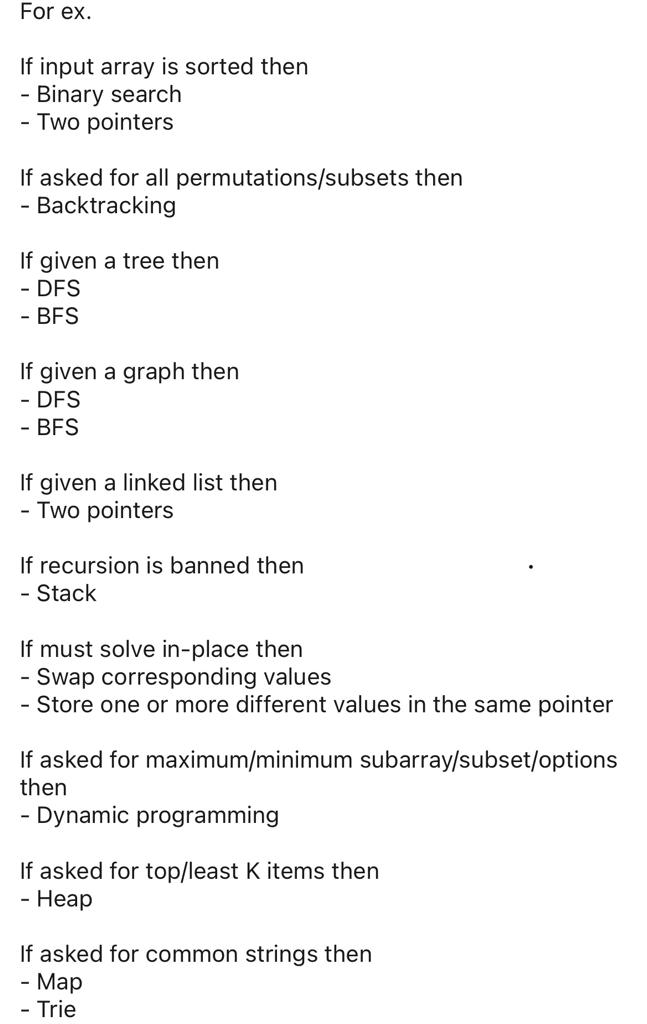 For ex.
If input array is sorted then
- Binary search
- Two pointers
If asked for all permutations/subsets then
- Backtracking
If given a tree then
- DFS
- BFS
If given a graph then
- DFS
- BFS
If given a linked list then
- Two pointers
If recursion is banned then
- Stack
If must solve in-place then
- Swap corresponding values
- Store one or more different values in the same pointer
If asked for maximum/minimum subarray/subset/options
then
- Dynamic programming
If asked for top/least K items then
- Heap
If asked for common strings then
- Map
- Trie